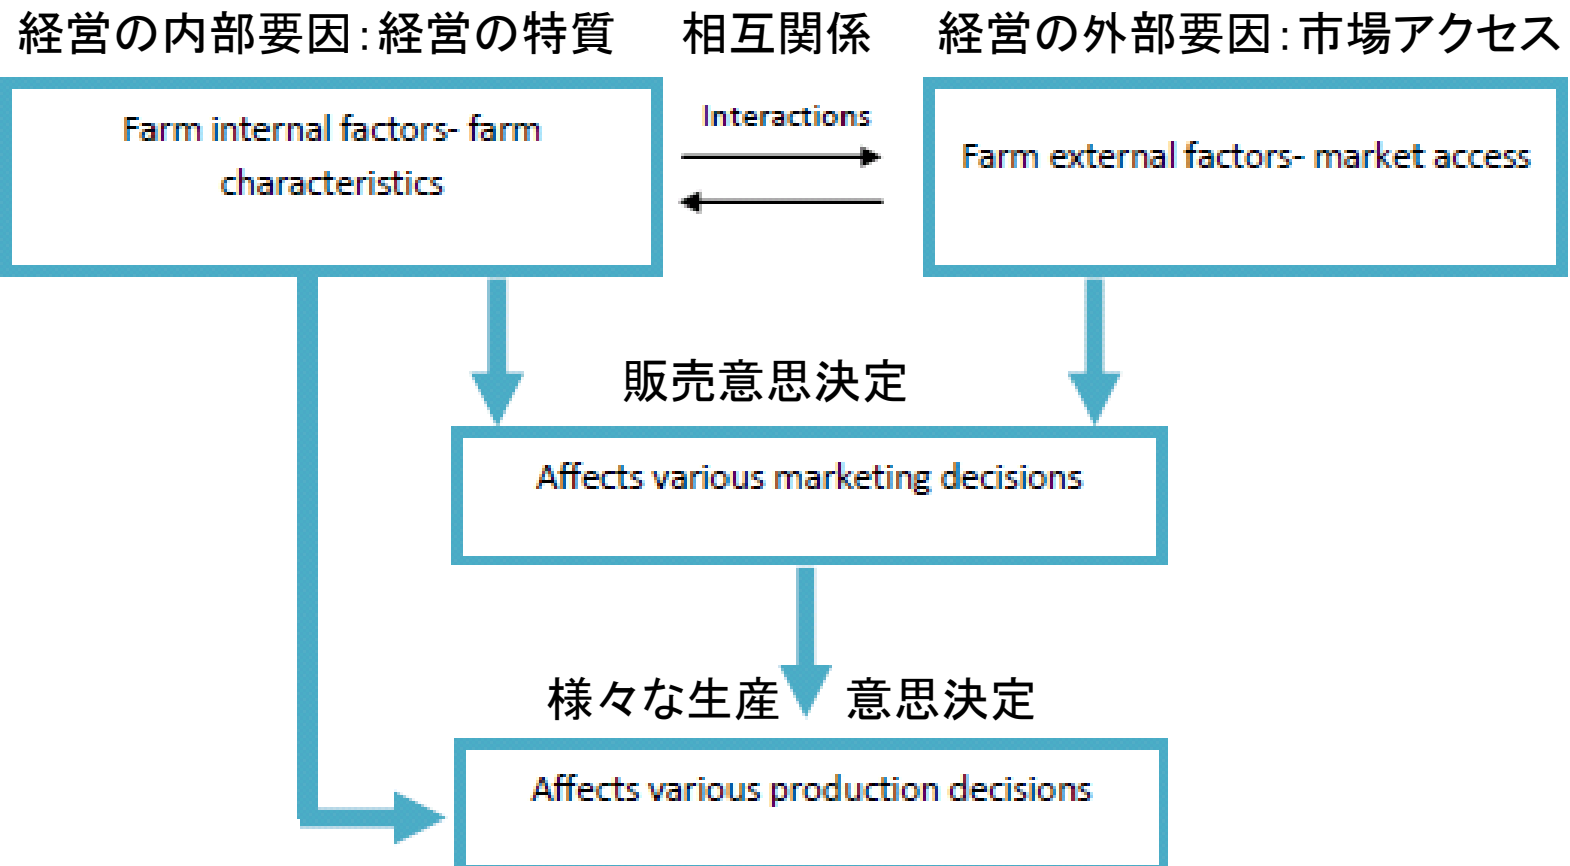 経営の内部要因：経営の特質
相互関係
経営の外部要因：市場アクセス
Farm internal factors- farm
characteristics
Interactions
Farm external factors- market access
販売意思決定
Affects various marketing decisions
様々な生産 意思決定
Affects various production decisions